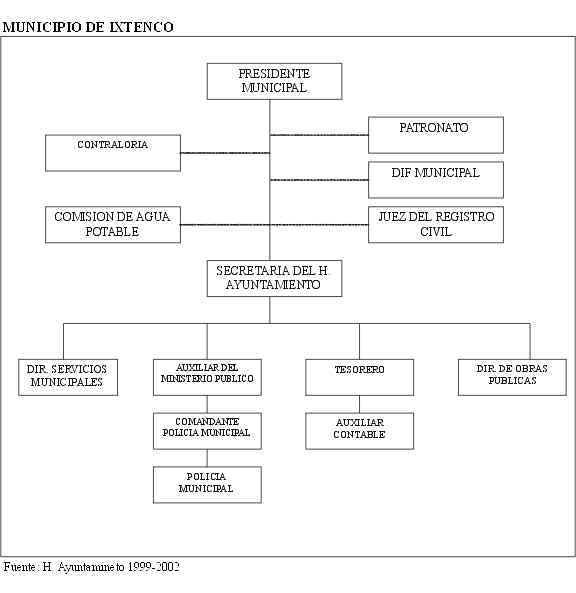 MUNICIPIO DE IXTENCO
PRESIDENTE
MUNICIPAL
PATRONATO
CONTRALORIA
DIF MUNICIPAL
COMISION DE AGUA
POTABLE
JUEZ DEL REGISTRO
CIVIL
SECRETARIA DEL H.
AYUNTAMIENTO
DIR. SERVICIOS
MUNICIPALES
AUXILIAR DEL
MINISTERIO PUBLICO
TESORERO
DIR. DE OBRAS
PUBLICAS
COMANDANTE
POLICIA MUNICIPAL
AUXILIAR
CONTABLE
POLICIA
MUNICIPAL
Fuente: H. Ayuntamineto 1999-2002